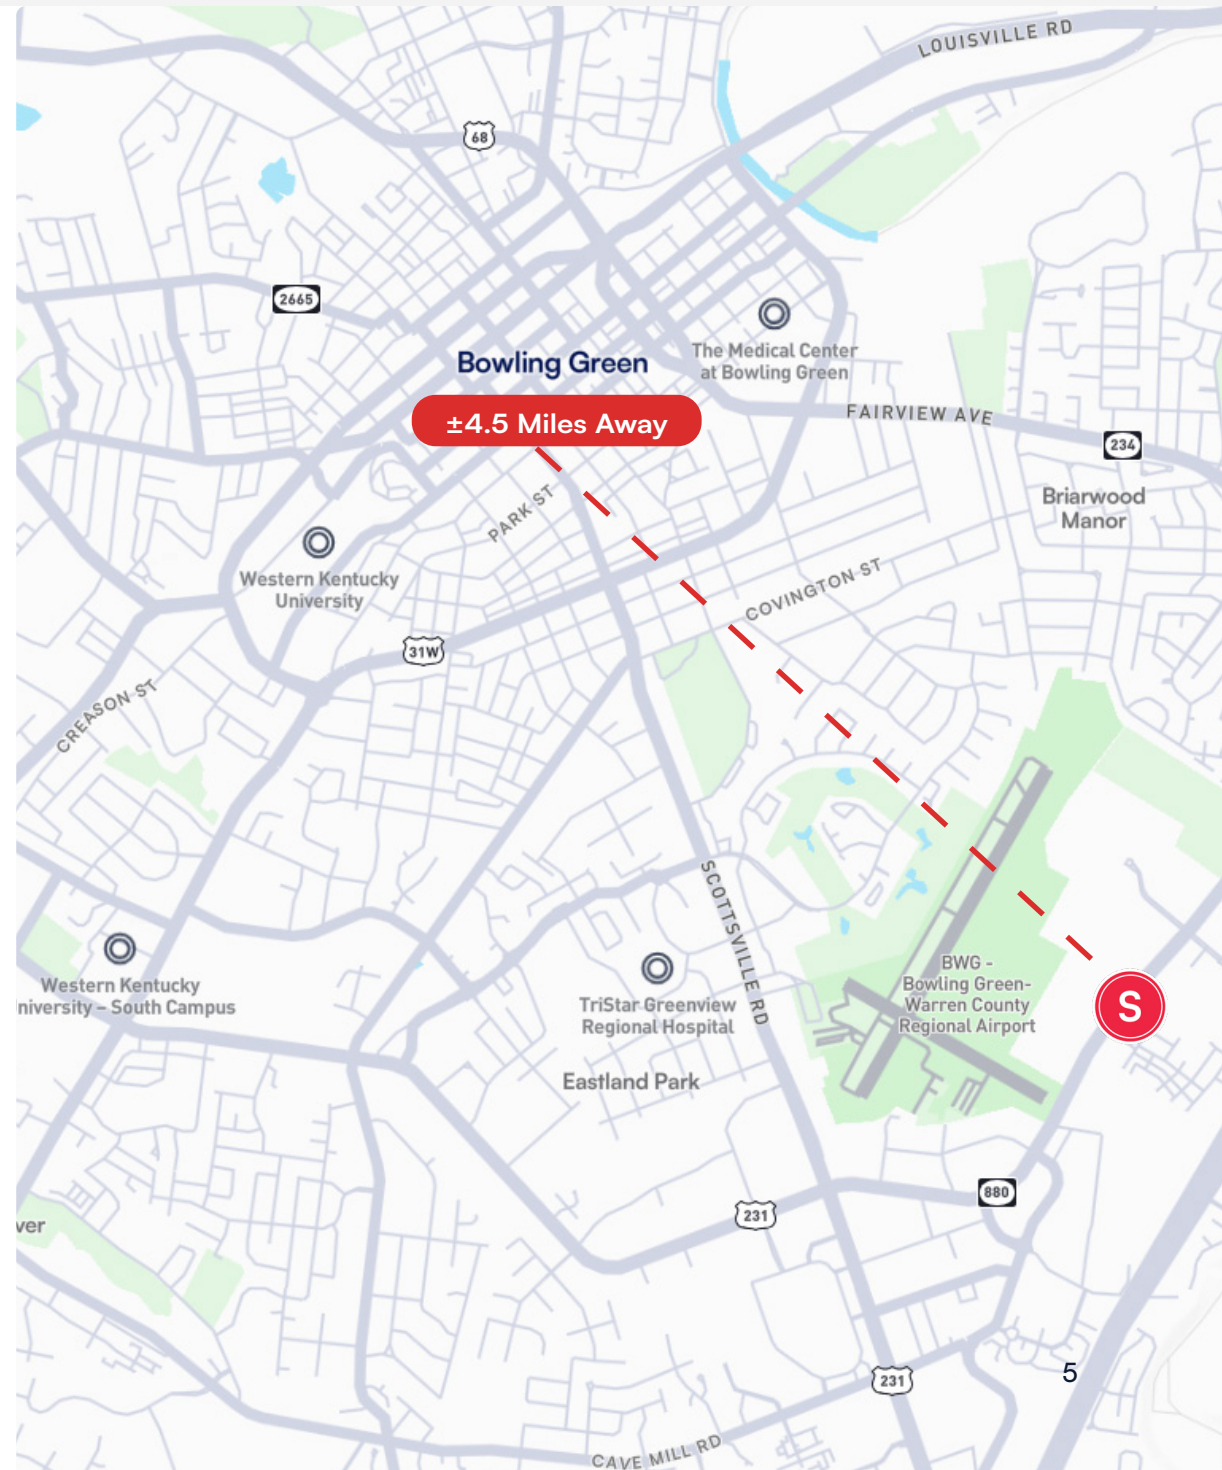 LOUISVILLE RD
68
2665
The Medical Center
at Bowling Green
Bowling Green
±4.5 Miles Away
FAIRVIEW AVE
234
Briarwood
Manor
PARK ST
Western Kentucky
University
COVINGTON ST
31W
CREASON ST
SCOTTSVILLE RD
Western Kentucky
niversity – South Campus
TriStar Greenview
Regional Hospital
BWG -
Bowling Green-
Warren County
Regional Airport
S
Eastland Park
880
231
ver
5
231
CAVE MILL RD